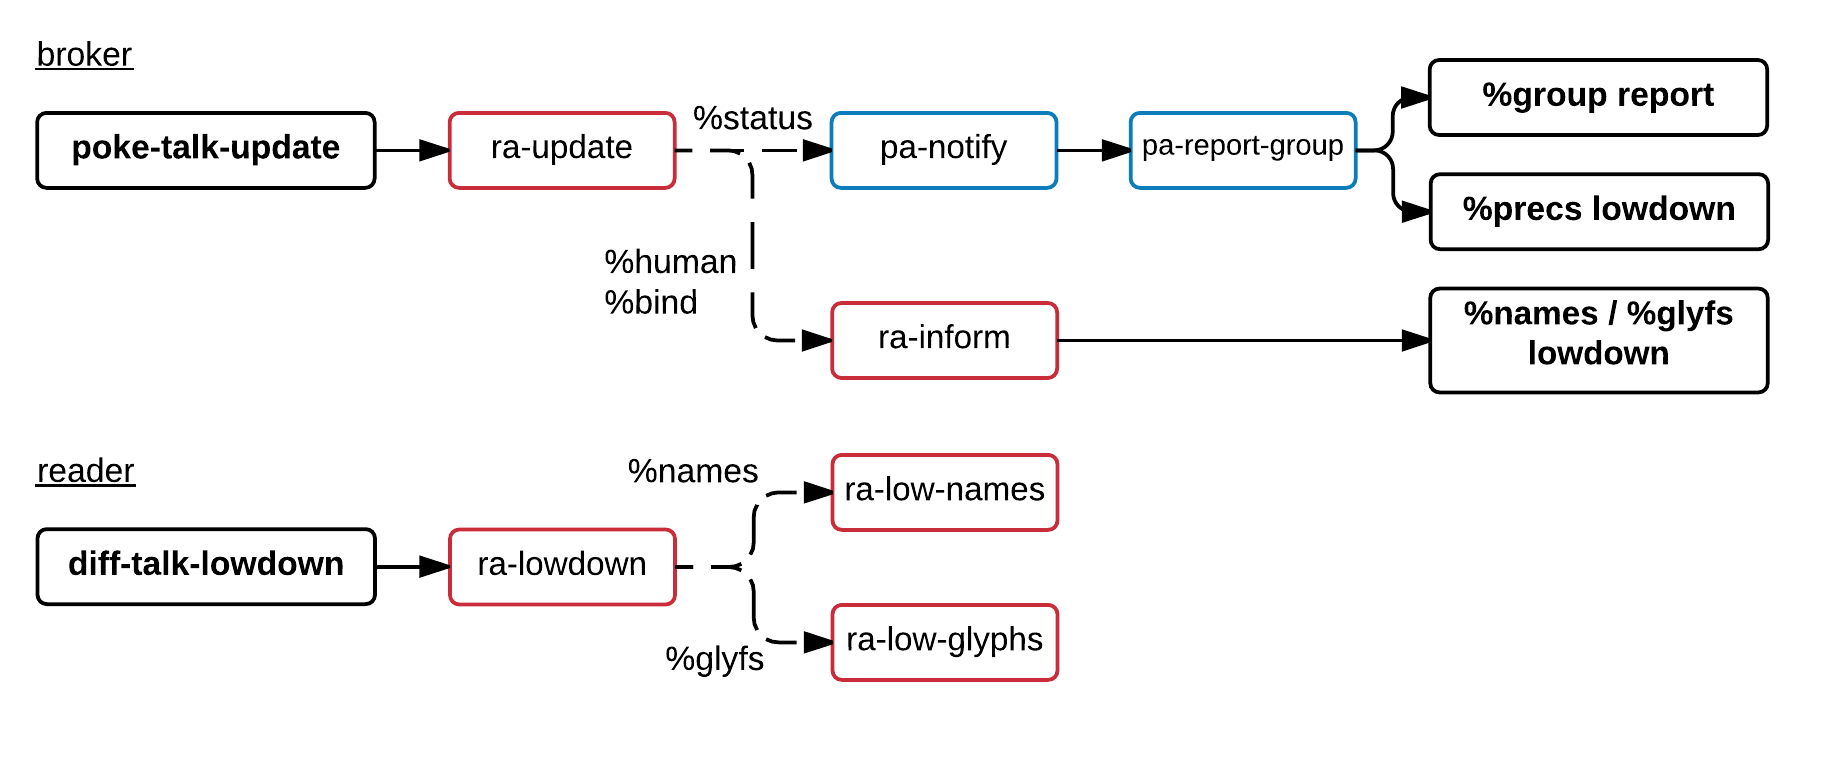 broker
poke-talk-update
ra-update
%status
pa-notify
pa-report-group
%group report
%precs lowdown
%human
%bind
ra-inform
%names / %glyfs
lowdown
reader
diff-talk-lowdown
ra-lowdown
%names
ra-low-names
%glyfs
ra-low-glyphs